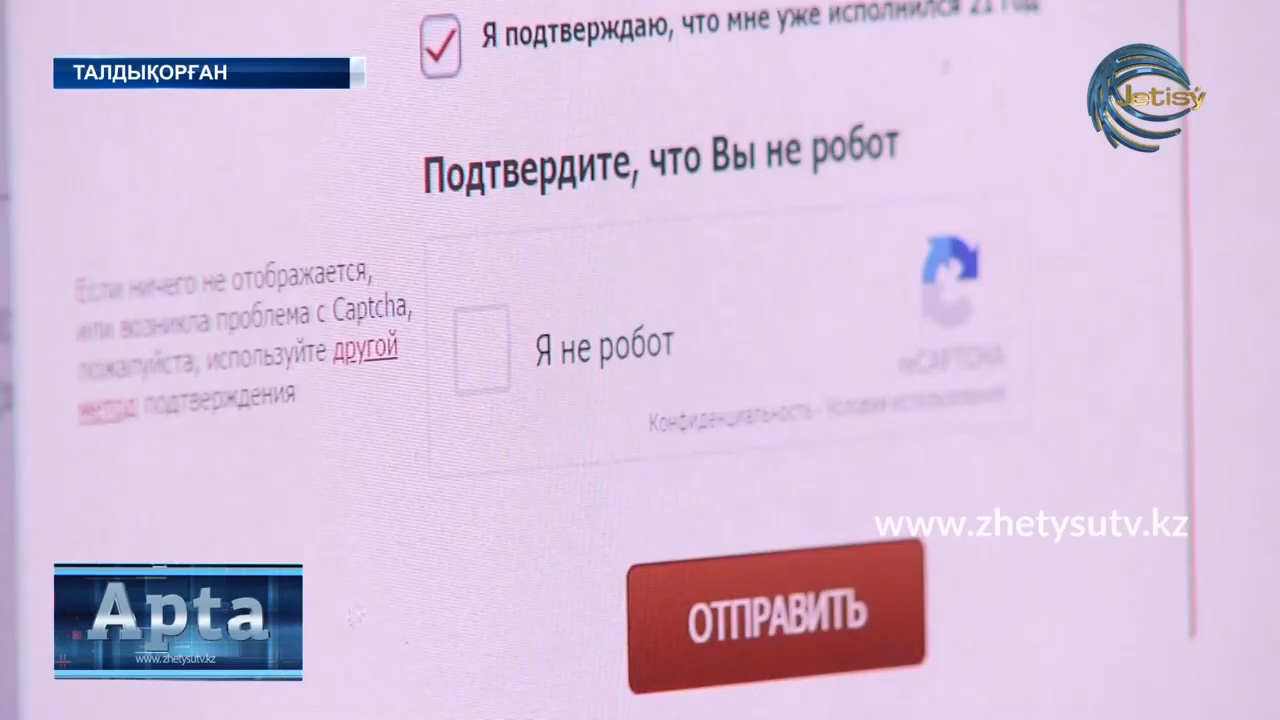 Я подтверждаю, что мне уже исполнился 21 год
ТАЛДЫҚОРҒАН
Jetisý
Подтвердите, что Вы не робот
Если ничего не отображается,
или возникла проблема с Captcha,
пожалуйста, используйте другой
метод подтверждения
Я не робот
reCAPTCHA
Конфиденциальность - Условия использования
www.zhetysutv.kz
ОТПРАВИТЬ
Apta
www.zhetysutv.kz